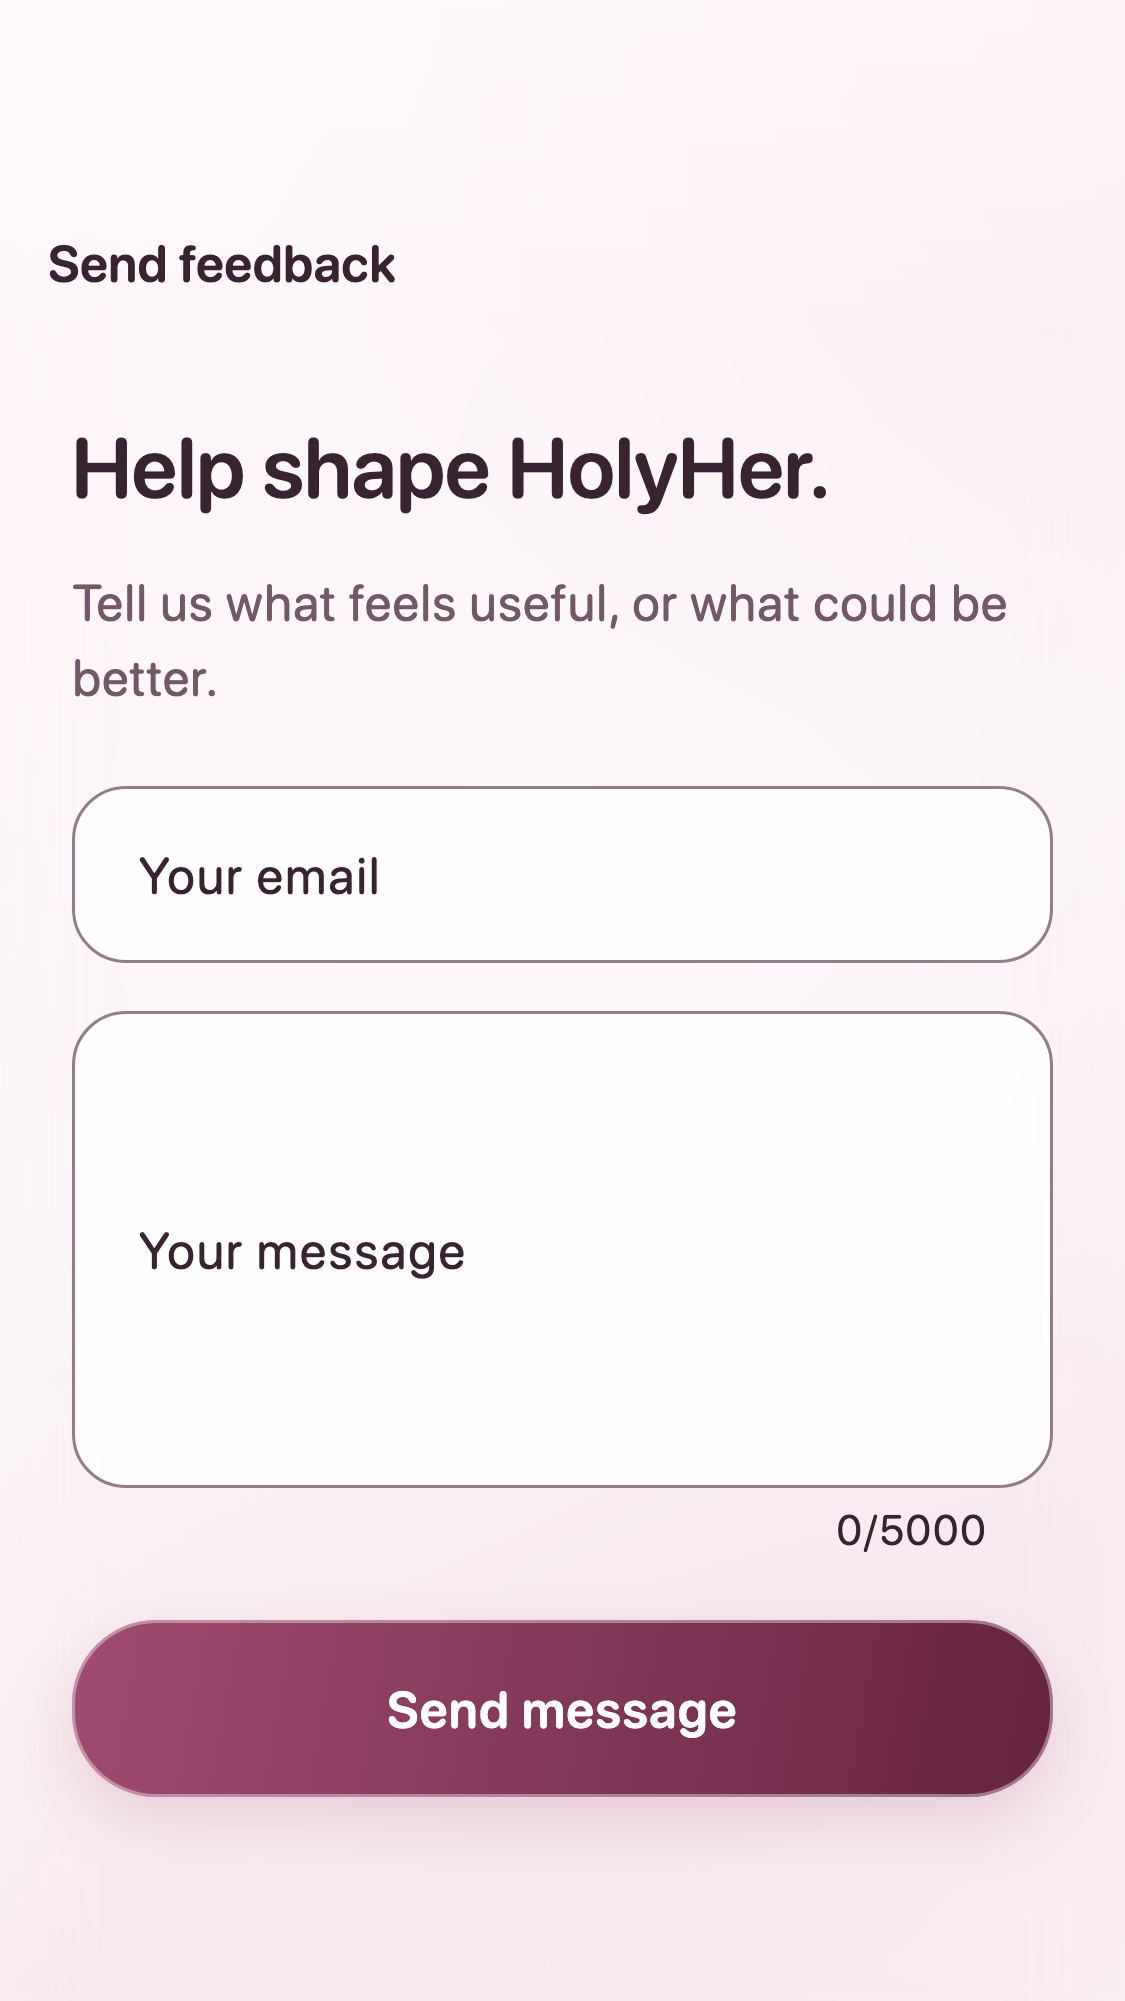 Send feedback
Help shape HolyHer.
Tell us what feels useful, or what could be
better.
Your email
Your message
0/5000
Send message